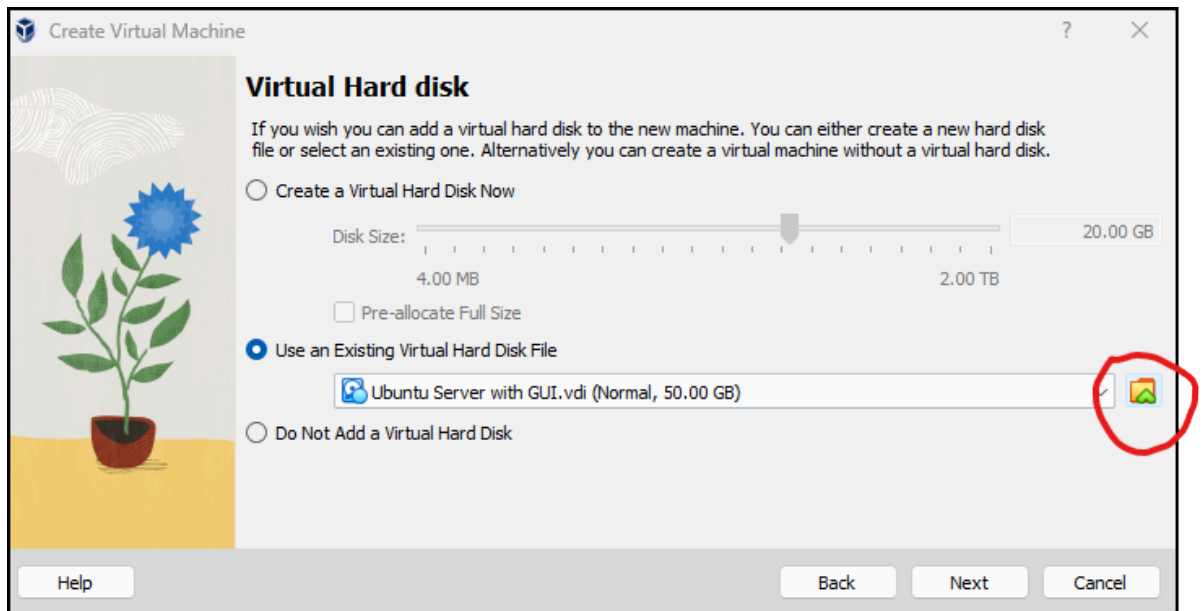 Create Virtual Machine
?
Virtual Hard disk
If you wish you can add a virtual hard disk to the new machine. You can either create a new hard disk
file or select an existing one. Alternatively you can create a virtual machine without a virtual hard disk.
Create a Virtual Hard Disk Now
Disk Size:
20.00 GB
4.00 MB
2.00 TB
Pre-allocate Full Size
Use an Existing Virtual Hard Disk File
Ubuntu Server with GUI.vdi (Normal, 50.00 GB)
Do Not Add a Virtual Hard Disk
Help
Back
Next
Cancel